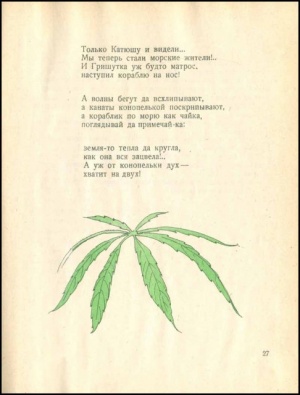 Только Катюшу и видели...
Мы теперь стали морские жители!..
И Гришутка уж будто матрос,
наступил кораблю на нос!
А волны бегут да всхлипывают,
а канаты конопелькой поскрипывают,
а кораблик по морю как чайка,
поглядывай да примечай-ка:
земля-то тепла да кругла,
как она вся зацвела!..
А уж от конопельки дух —
хватит на двух!
27